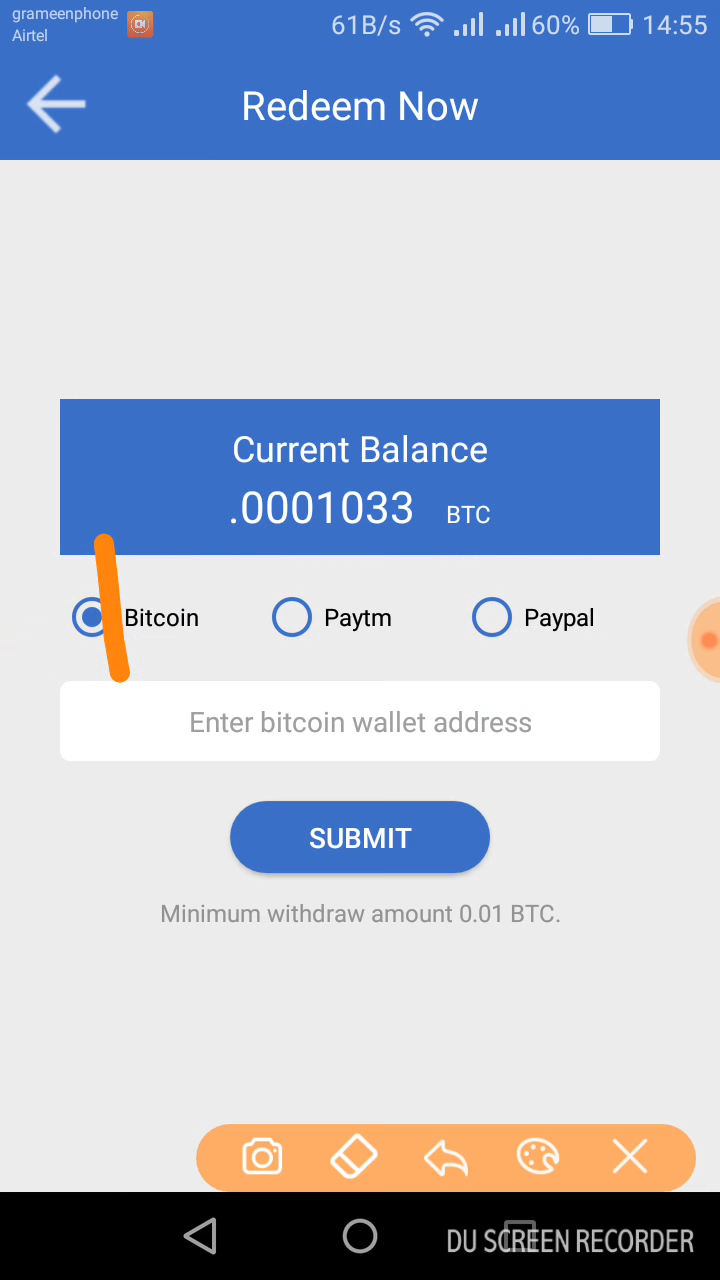 grameenphone
Airtel
61B/s 60% 14:55
Redeem Now
Current Balance
.0001033 BTC
Bitcoin Paytm Paypal
Enter bitcoin wallet address
SUBMIT
Minimum withdraw amount 0.01 BTC.
DU SCREEN RECORDER